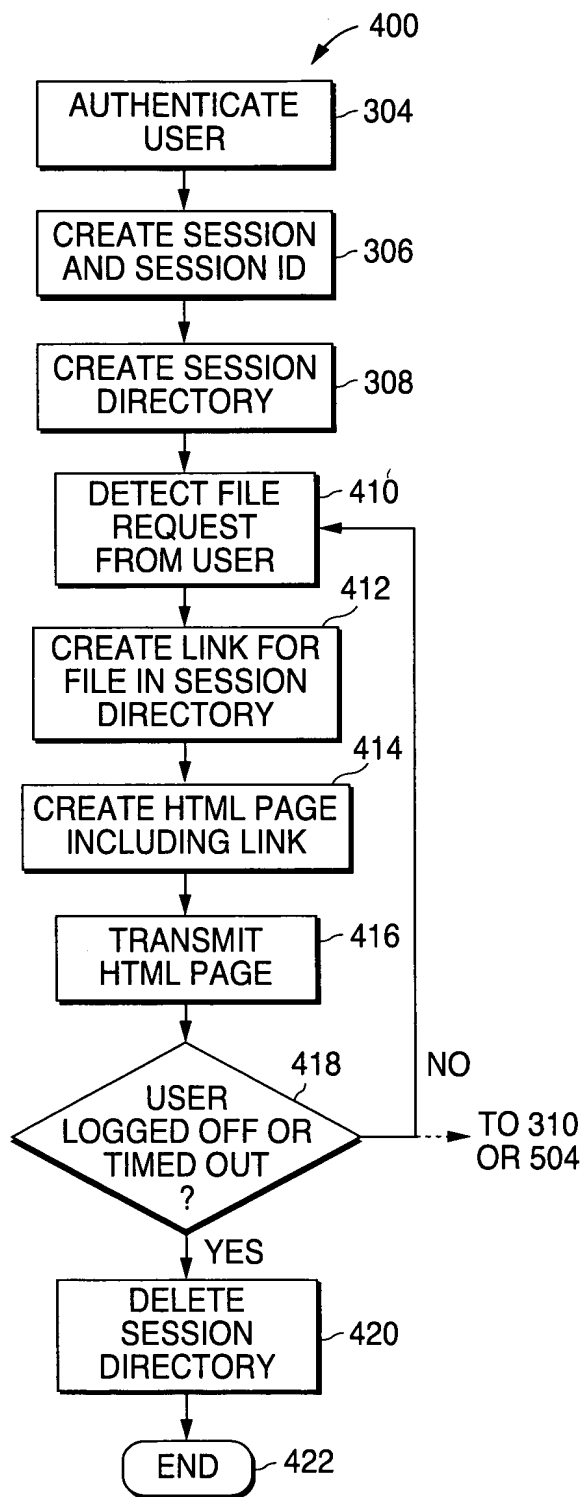 400
AUTHENTICATE
USER
304
CREATE SESSION
AND SESSION ID
306
CREATE SESSION
DIRECTORY
308
DETECT FILE
REQUEST
FROM USER
410
412
CREATE LINK FOR
FILE IN SESSION
DIRECTORY
414
CREATE HTML PAGE
INCLUDING LINK
TRANSMIT
HTML PAGE
416
418
USER
LOGGED OFF OR
TIMED OUT
?
NO
TO 310
OR 504
YES
DELETE
SESSION
DIRECTORY
420
END
422